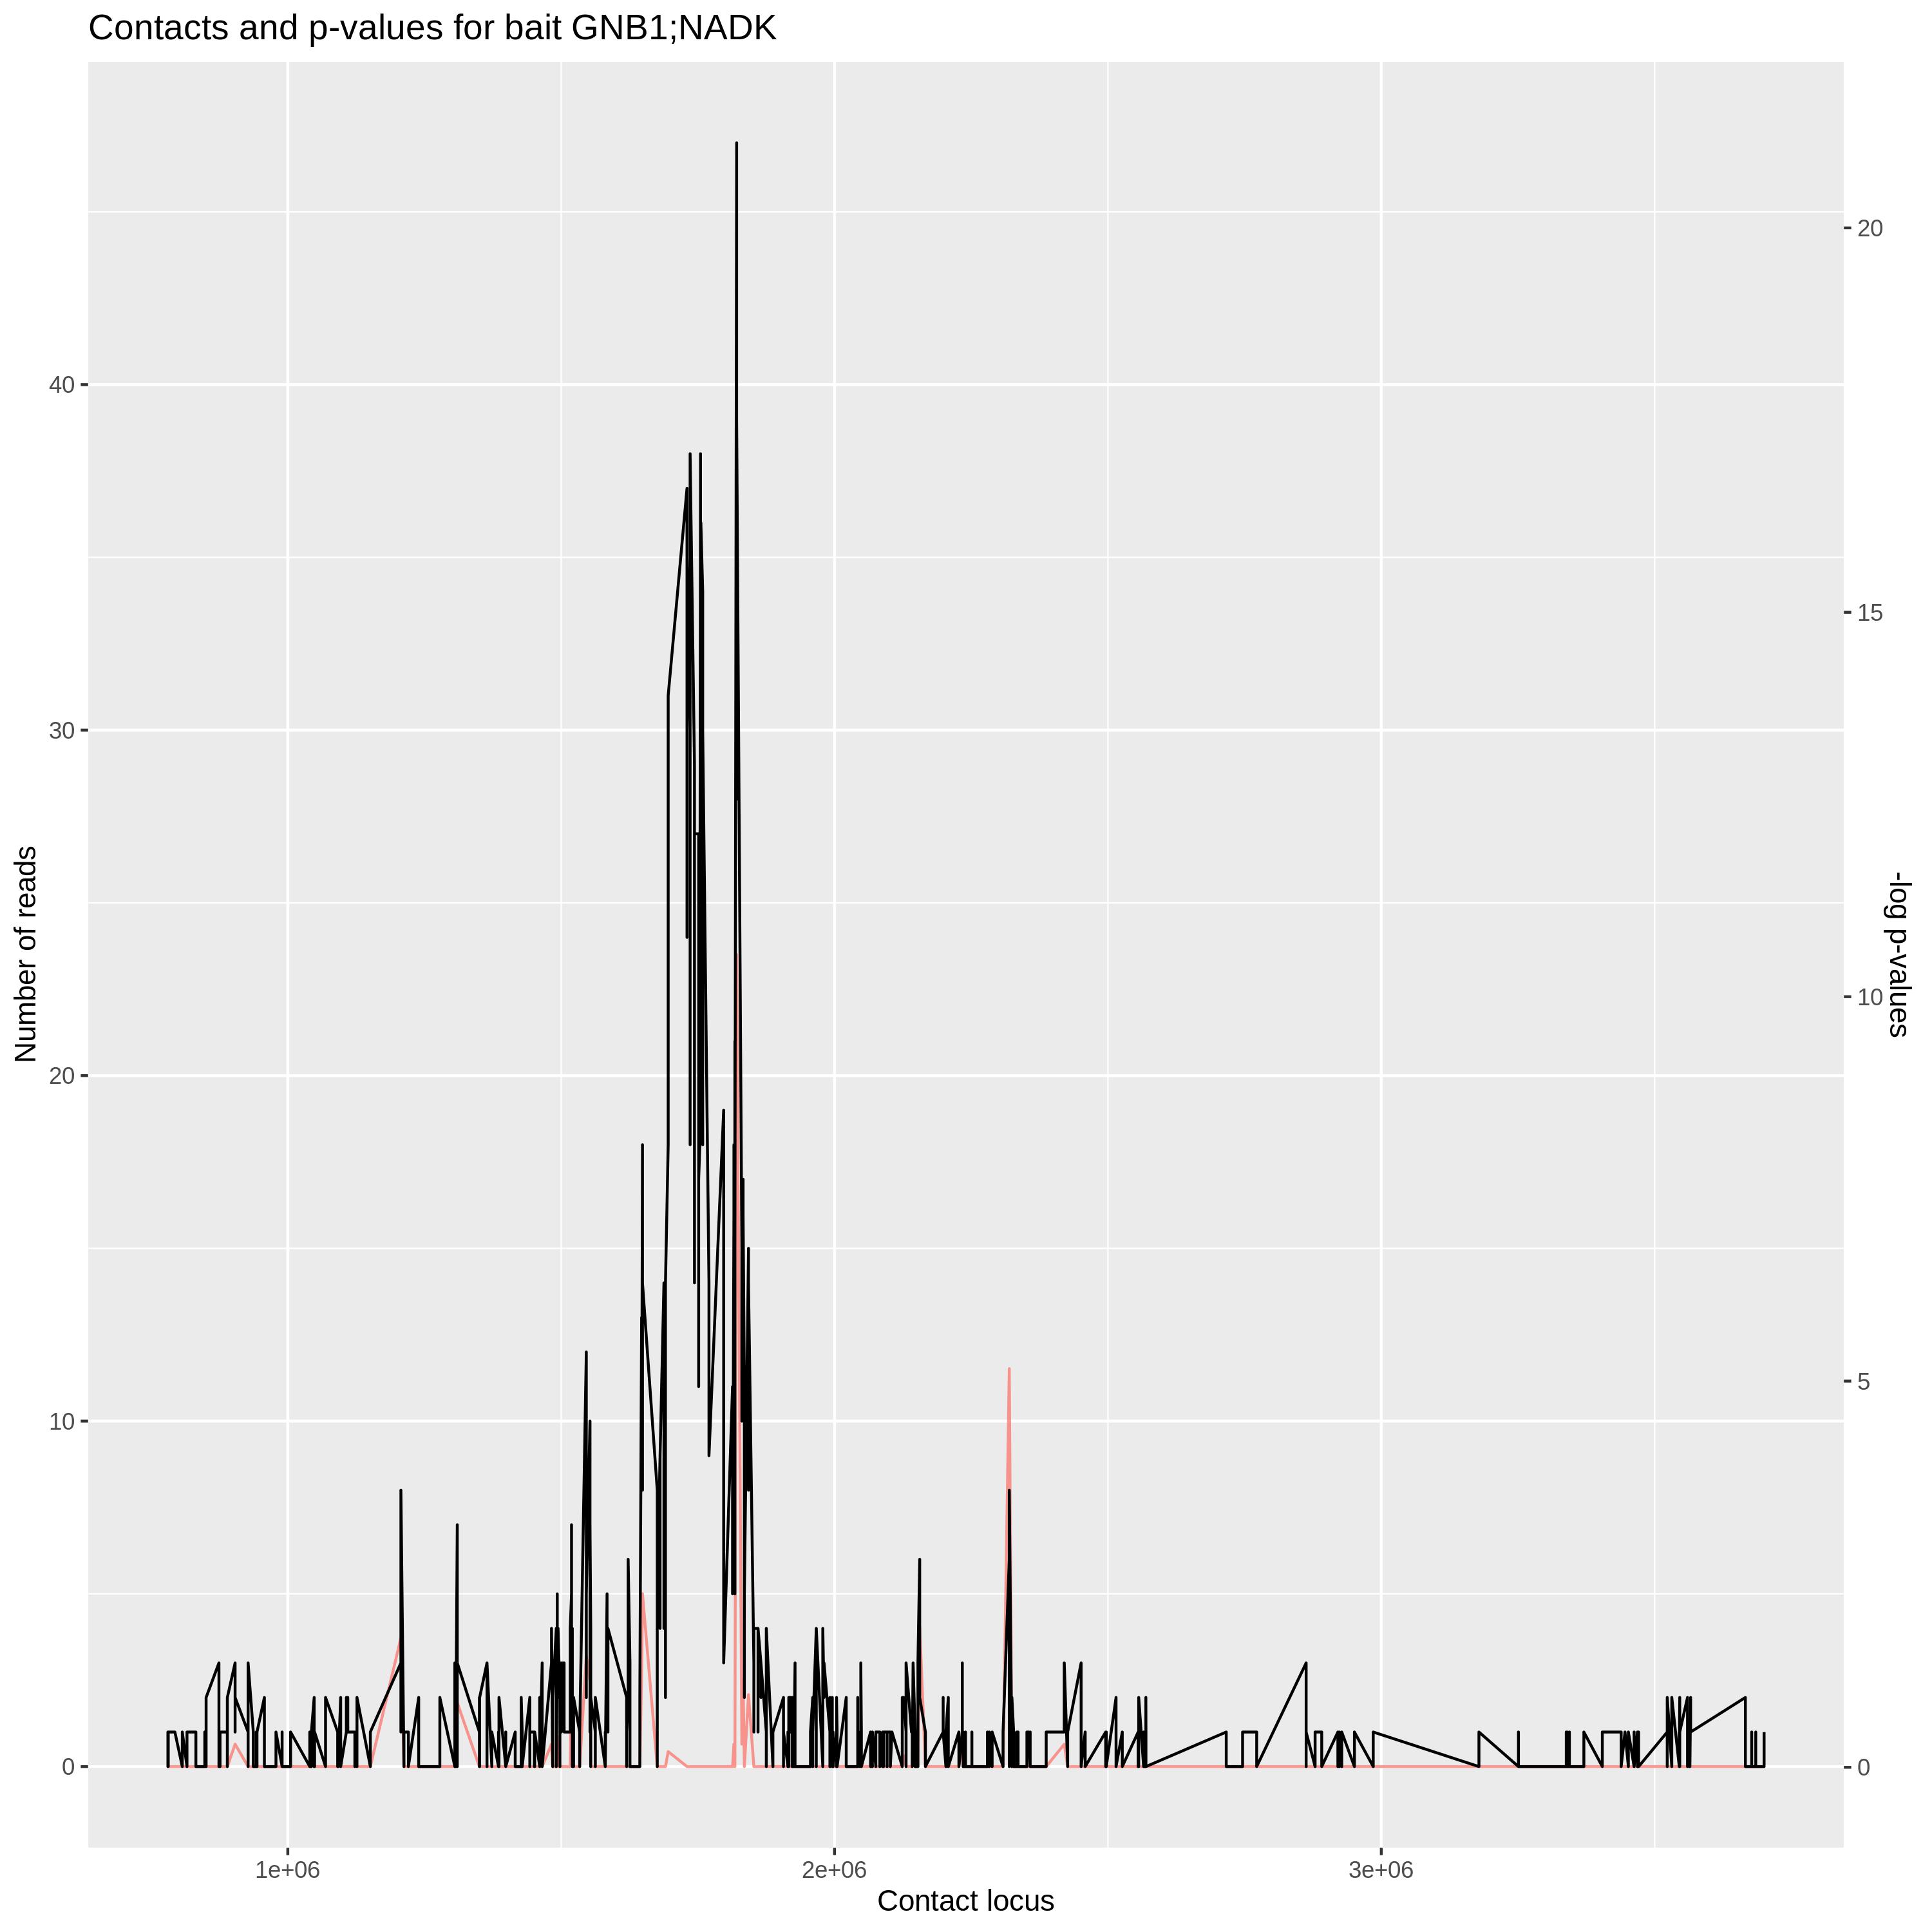 Contacts and p-values for bait GNB1;NADK
Number of reads
40
30
20
10
0
20
15
10
5
0
-log p-values
1e+06 2e+06 3e+06
Contact locus